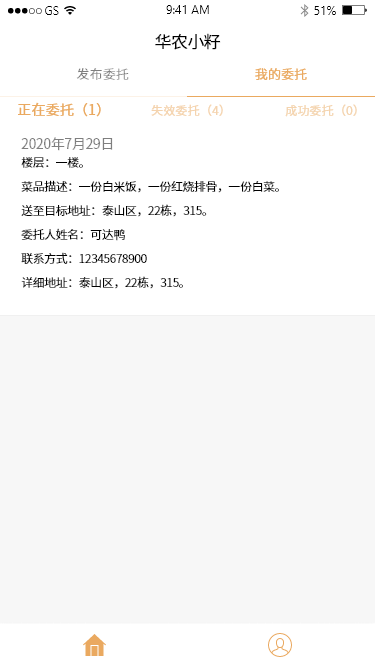 GS 9:41 AM 51%
华农小籽
发布委托 我的委托
正在委托（1） 失效委托（4） 成功委托（0）
2020年7月29日
楼层：一楼。
菜品描述：一份白米饭，一份红烧排骨，一份白菜。
送至目标地址：泰山区，22栋，315。
委托人姓名：可达鸭
联系方式：12345678900
详细地址：泰山区，22栋，315。